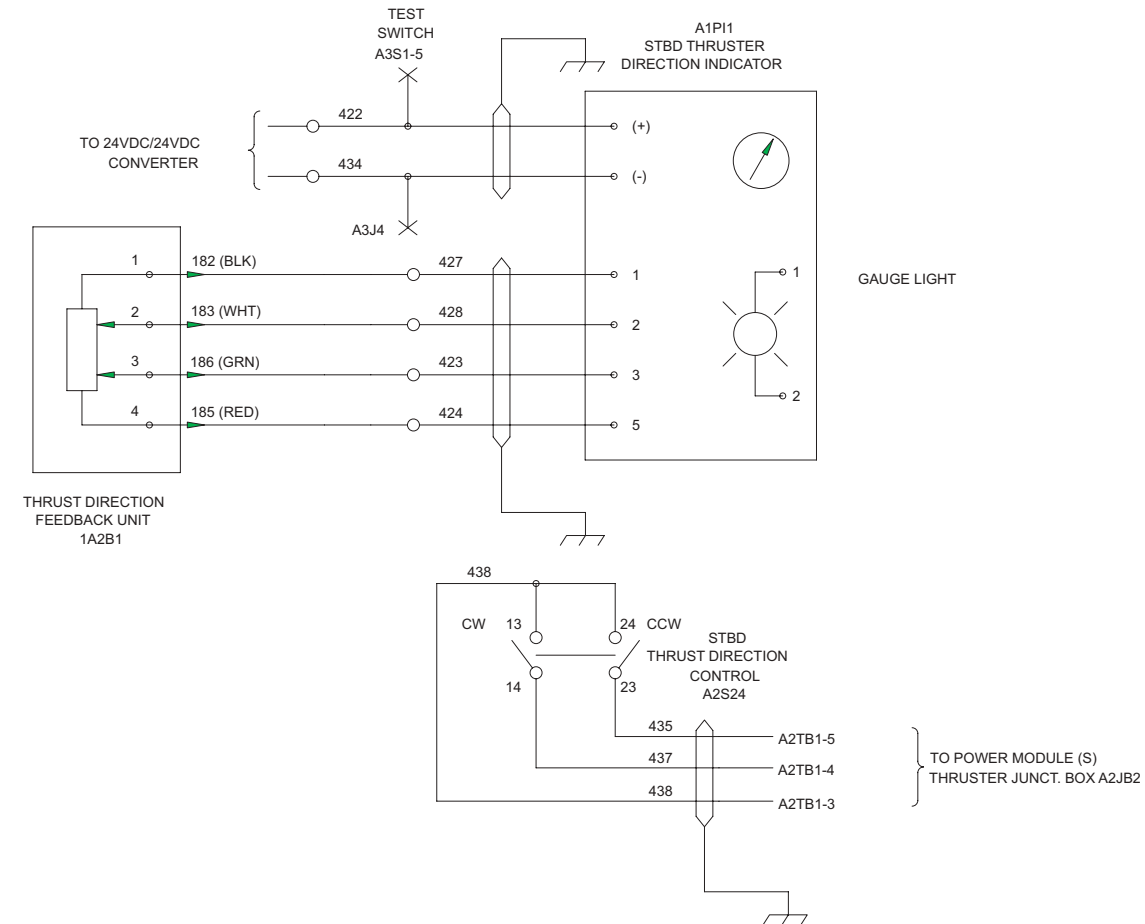 TEST
SWITCH
A3S1-5
A1PI1
STBD THRUSTER
DIRECTION INDICATOR
422
(+)
TO 24VDC/24VDC
CONVERTER
434
(-)
A3J4
1
182 (BLK)
427
1
1
GAUGE LIGHT
2
183 (WHT)
428
2
3
186 (GRN)
423
3
2
4
185 (RED)
424
5
THRUST DIRECTION
FEEDBACK UNIT
1A2B1
438
CW
13
24
CCW
STBD
THRUST DIRECTION
CONTROL
A2S24
14
23
435
A2TB1-5
437
A2TB1-4
438
A2TB1-3
TO POWER MODULE (S)
THRUSTER JUNCT. BOX A2JB2